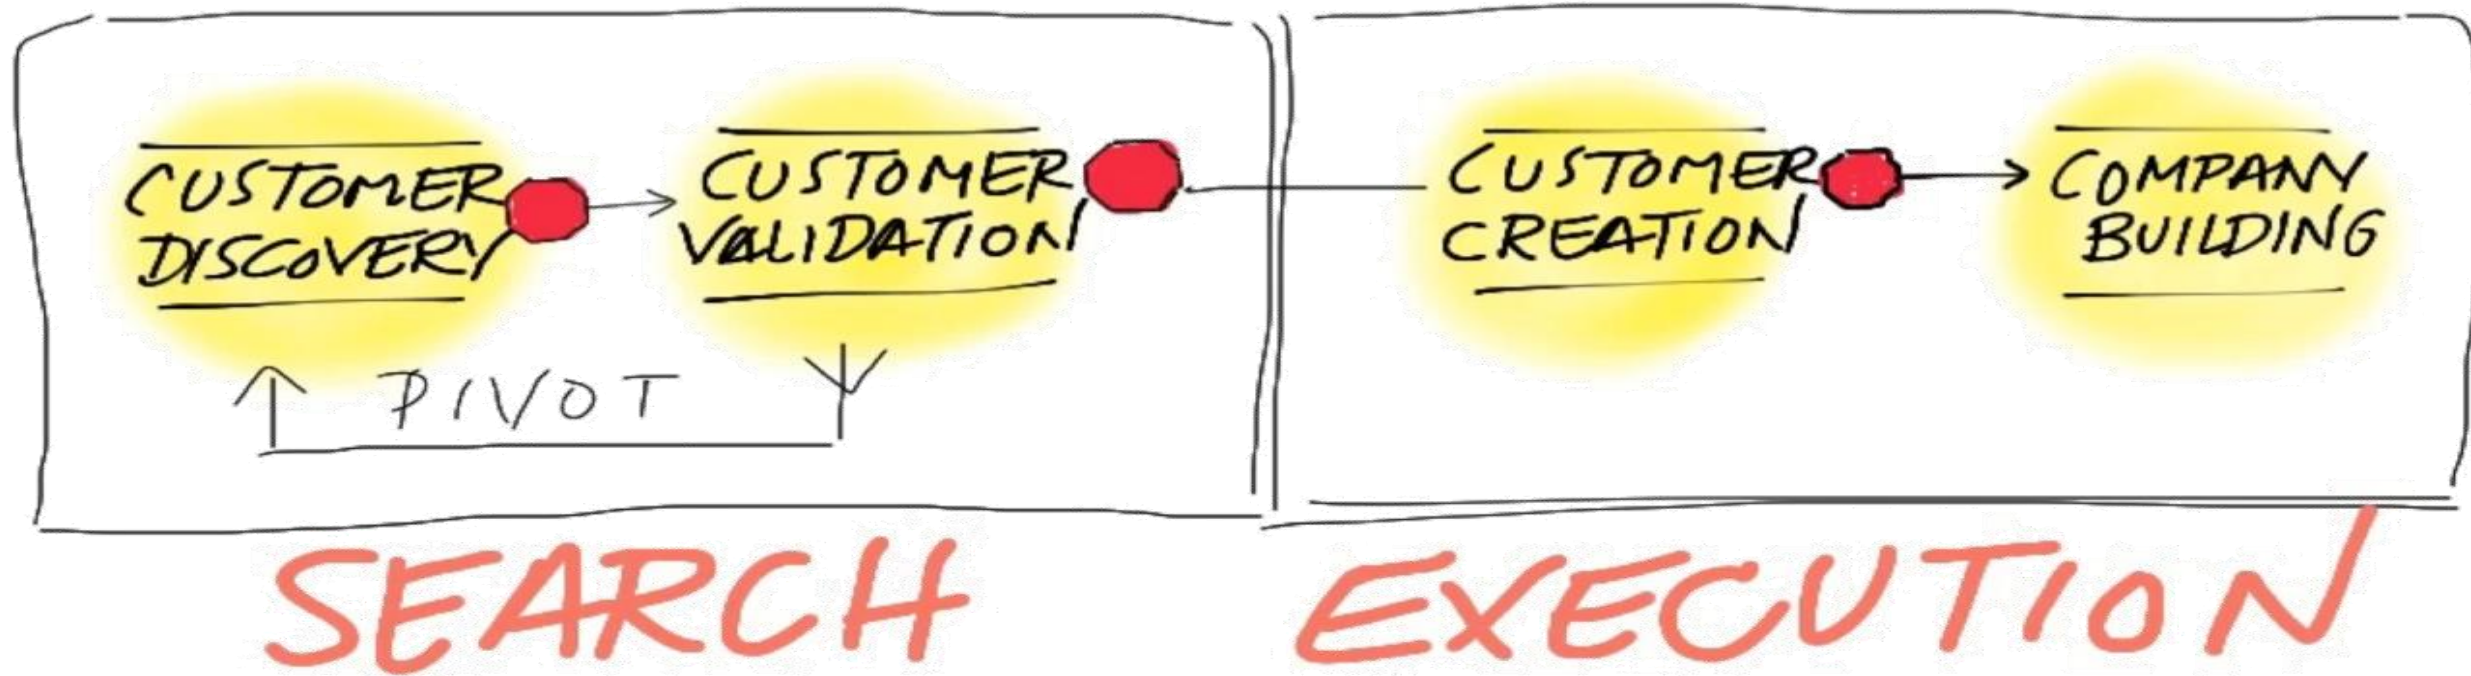 CUSTOMER
DISCOVERY
CUSTOMER
VALIDATION
CUSTOMER
CREATION
COMPANY
BUILDING
PIVOT
SEARCH
EXECUTION